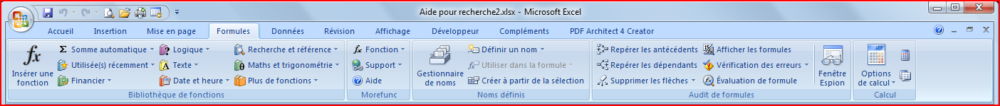 Aide pour recherche2.xlsx - Microsoft Excel
Accueil Insertion Mise en page Formules Données Révision Affichage Développeur Compléments PDF Architect 4 Creator
fx Σ Somme automatique Logique Recherche et référence fx Fonction Définir un nom Repérer les antécédents Afficher les formules
Insérer une fonction Utilisée(s) récemment Texte Maths et trigonométrie Support Gestionnaire de noms Utiliser dans la formule Repérer les dépendants Vérification des erreurs Fenêtre Espion Options de calcul
Financier Date et heure Plus de fonctions Aide Créer à partir de la sélection Supprimer les flèches Évaluation de formule
Bibliothèque de fonctions Morefunc Noms définis Audit de formules Calcul